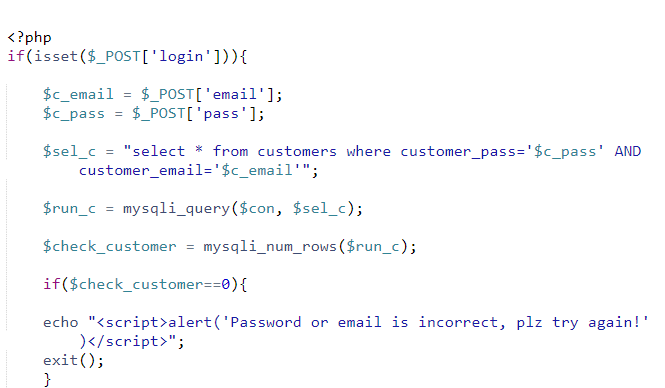 <?php
if(isset($_POST['login'])){
$c_email = $_POST['email'];
$c_pass = $_POST['pass'];
$sel_c = "select * from customers where customer_pass='$c_pass' AND
customer_email='$c_email'";
$run_c = mysqli_query($con, $sel_c);
$check_customer = mysqli_num_rows($run_c);
if($check_customer==0){
echo "<script>alert('Password or email is incorrect, plz try again!'
)</script>";
exit();
}